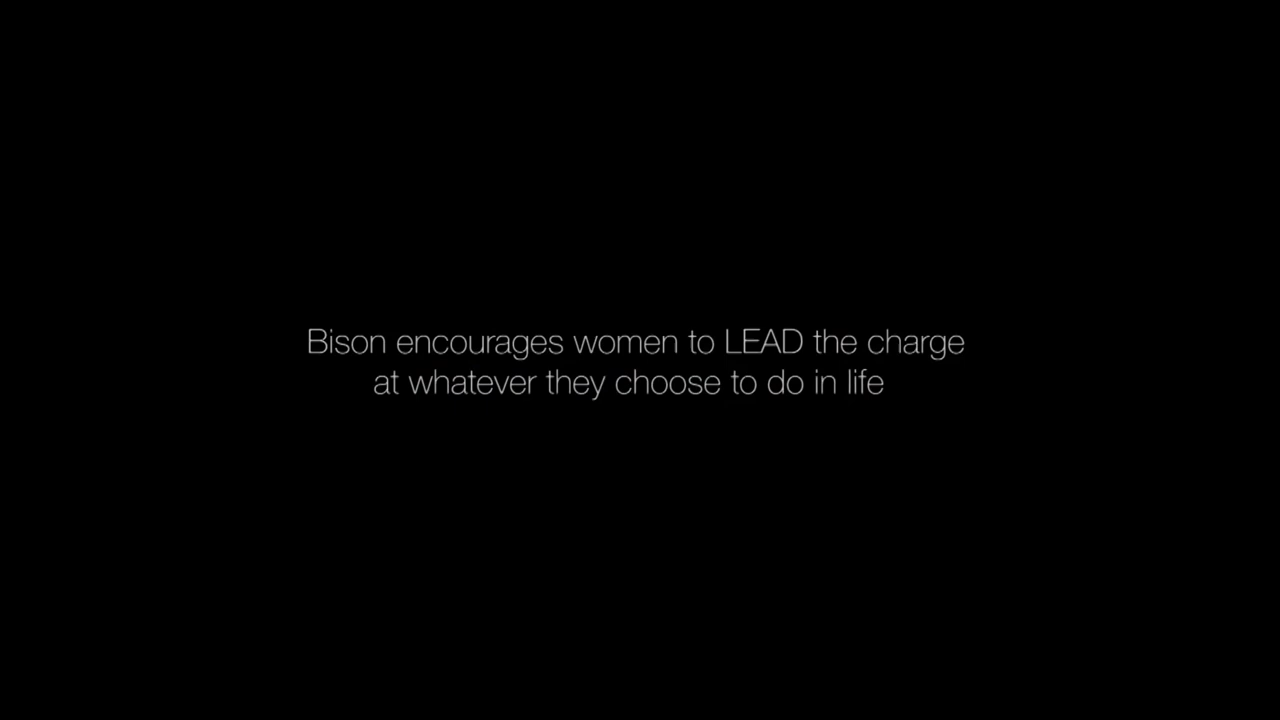 Bison encourages women to LEAD the charge
at whatever they choose to do in life